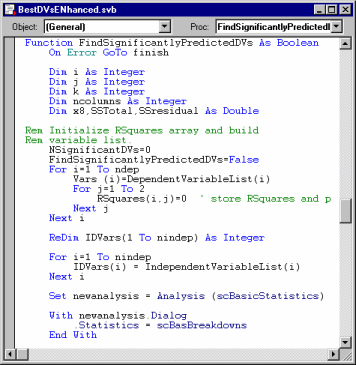 BestDVsENhanced.svb
Object: (General) Proc: FindSignificantlyPredictedI
Function FindSignificantlyPredictedDVs As Boolean
On Error GoTo finish
Dim i As Integer
Dim j As Integer
Dim k As Integer
Dim ncolumns As Integer
Dim x8,SSTotal,SSresidual As Double
Rem Initialize RSquares array and build
Rem variable list.
NSignificantDVs=0
FindSignificantlyPredictedDVs=False
For i=1 To ndep
Vars (i)=DependentVariableList(i)
For j=1 To 2
RSquares(i,j)=0 ' store RSquares and p
Next j
Next i
ReDim IDVars(1 To nindep) As Integer
For i=1 To nindep
IDVars(i) = IndependentVariableList(i)
Next i
Set newanalysis = Analysis (scBasicStatistics)
With newanalysis.Dialog
.Statistics = scBasBreakdowns
End With